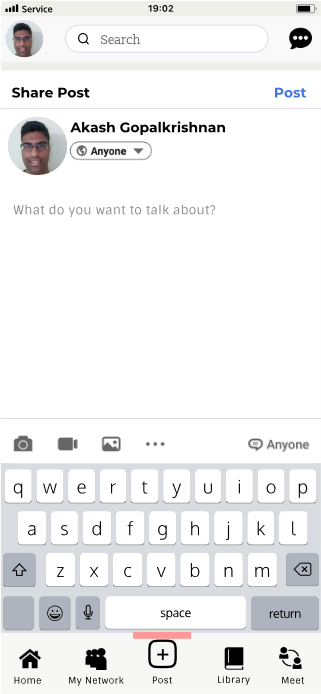 Service 19:02
Search
Share Post Post
Akash Gopalkrishnan
Anyone
What do you want to talk about?
Anyone
q w e r t y u i o p
a s d f g h j k l
z x c v b n m
space return
Home My Network Post Library Meet